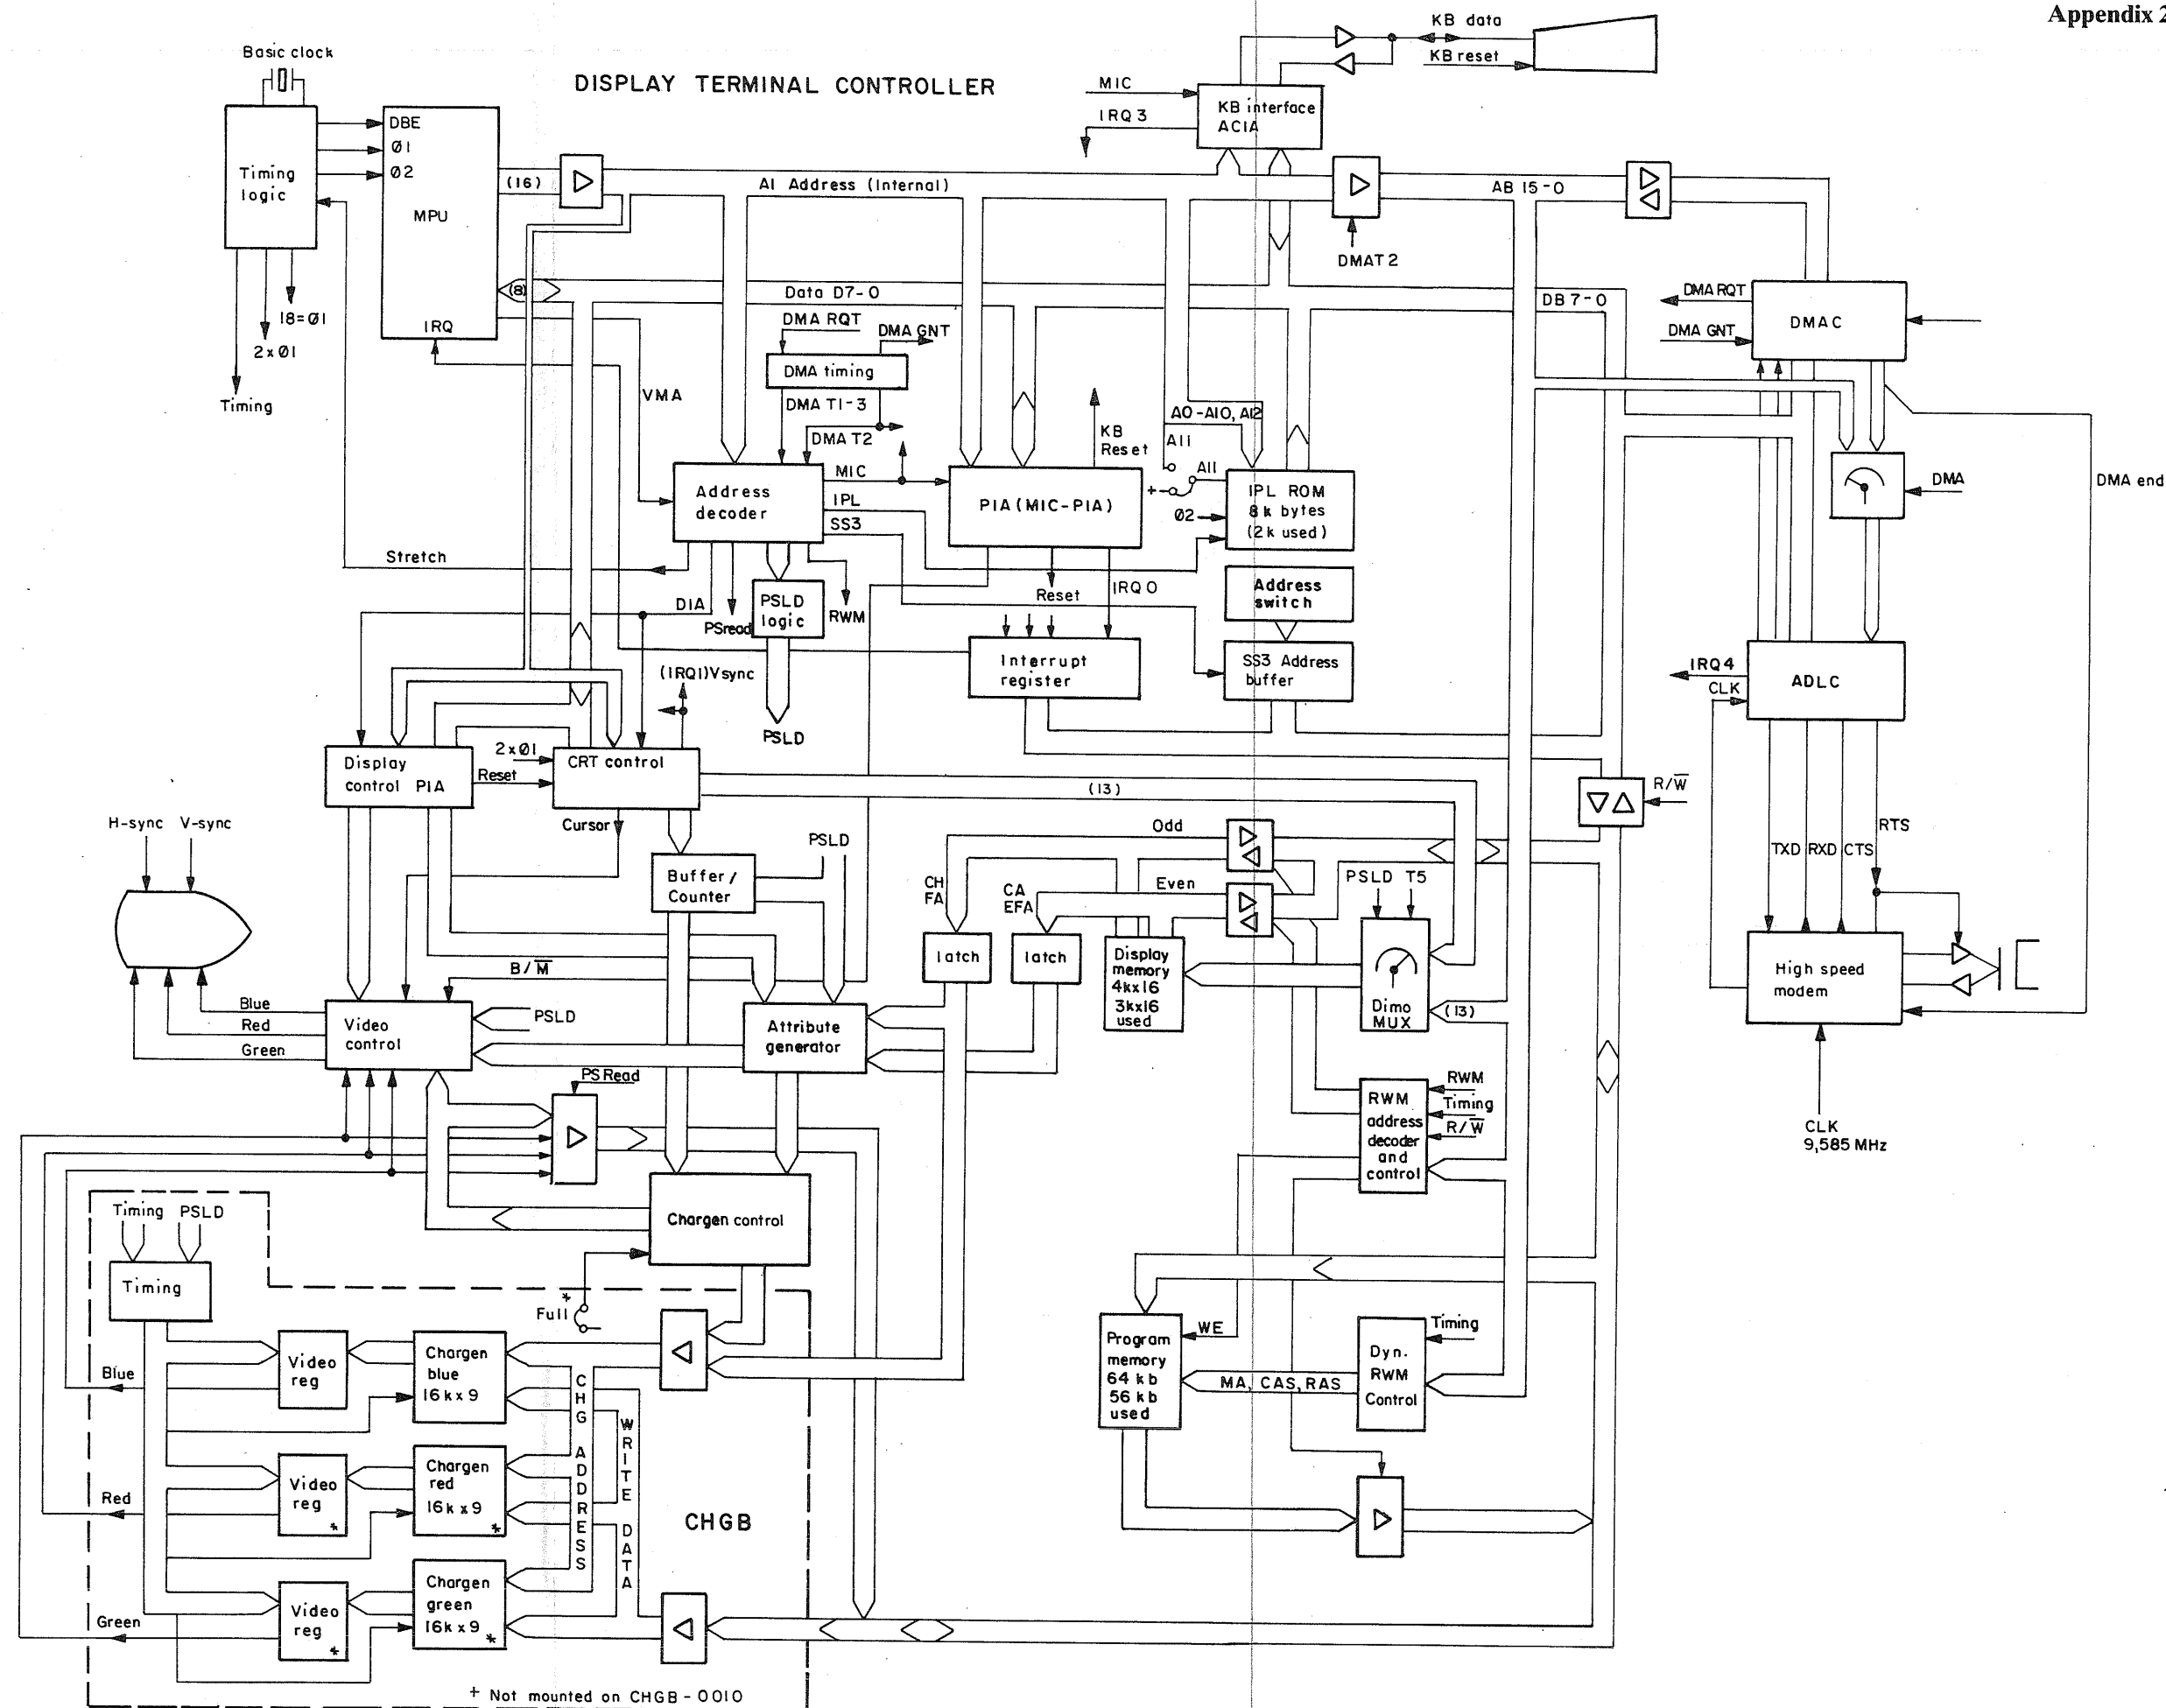 Appendix 2
Basic clock
DISPLAY TERMINAL CONTROLLER
KB data
KB reset
MIC
IRQ 3
KB interface
ACIA
Timing
logic
DBE
Ø1
Ø2
MPU
IRQ
(16)
A1 Address (Internal)
AB 15-0
DMAT 2
(8)
Data D7-0
DB 7-0
18=Ø1
2xØ1
Timing
DMA RQT
DMA GNT
DMA timing
DMA T1-3
DMA T2
VMA
DMA RQT
DMA GNT
DMAC
KB
Reset
A0-A10, A12
A11
A11
+
Ø2
MIC
IPL
SS3
Address
decoder
PIA (MIC-PIA)
IPL ROM
8k bytes
(2k used)
DMA
DMA end
Stretch
DIA
PSread
PSLD
logic
RWM
Reset
IRQ 0
Address
switch
Interrupt
register
SS3 Address
buffer
(IRQ1)Vsync
PSLD
IRQ4
CLK
ADLC
Display
control PIA
2xØ1
Reset
CRT control
(13)
R/W̅
H-sync V-sync
Cursor
Buffer/
Counter
PSLD
Odd
Even
CH
FA
CA
EFA
latch
latch
Display
memory
4kx16
3kx16
used
PSLD T5
Dimo
MUX
(13)
TXD RXD CTS
RTS
High speed
modem
CLK
9,585 MHz
B/M̅
Blue
Red
Green
Video
control
PSLD
Attribute
generator
PS Read
RWM
address
decoder
and
control
RWM
Timing
R/W̅
Chargen control
Timing PSLD
Timing
Full
*
Program
memory
64 kb
56 kb
used
WE
MA, CAS, RAS
Dyn.
RWM
Control
Timing
Blue
Video
reg
Chargen
blue
16k x 9
CHG ADDRESS
WRITE DATA
Red
Video
reg
*
Chargen
red
16k x 9
*
CHGB
Green
Video
reg
*
Chargen
green
16k x 9
*
+ Not mounted on CHGB-0010